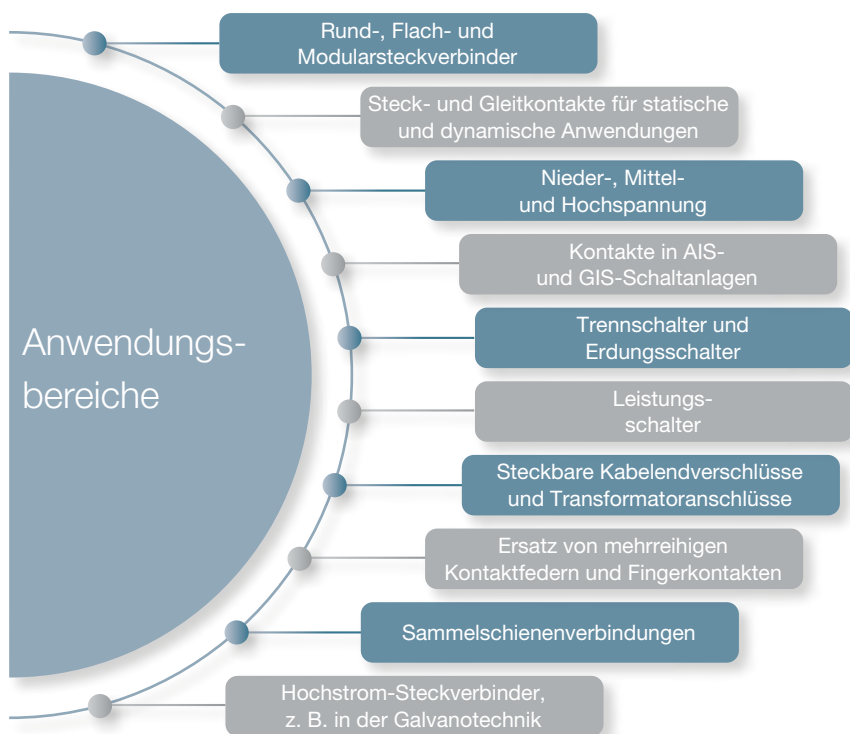 Rund-, Flach- und
Modularsteckverbinder
Steck- und Gleitkontakte für statische
und dynamische Anwendungen
Nieder-, Mittel-
und Hochspannung
Kontakte in AIS-
und GIS-Schaltanlagen
Anwendungs-
bereiche
Trennschalter und
Erdungsschalter
Leistungs-
schalter
Steckbare Kabelendverschlüsse
und Transformatoranschlüsse
Ersatz von mehrreihigen
Kontaktfedern und Fingerkontakten
Sammelschienenverbindungen
Hochstrom-Steckverbinder,
z. B. in der Galvanotechnik